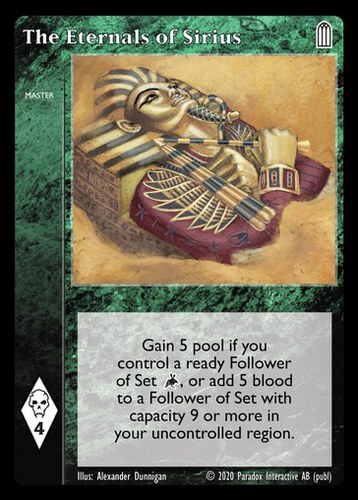 The Eternals of Sirius
MASTER
Gain 5 pool if you
control a ready Follower
of Set , or add 5 blood
to a Follower of Set with
capacity 9 or more in
your uncontrolled region.
4
Illus: Alexander Dunnigan © 2020 Paradox Interactive AB (publ)